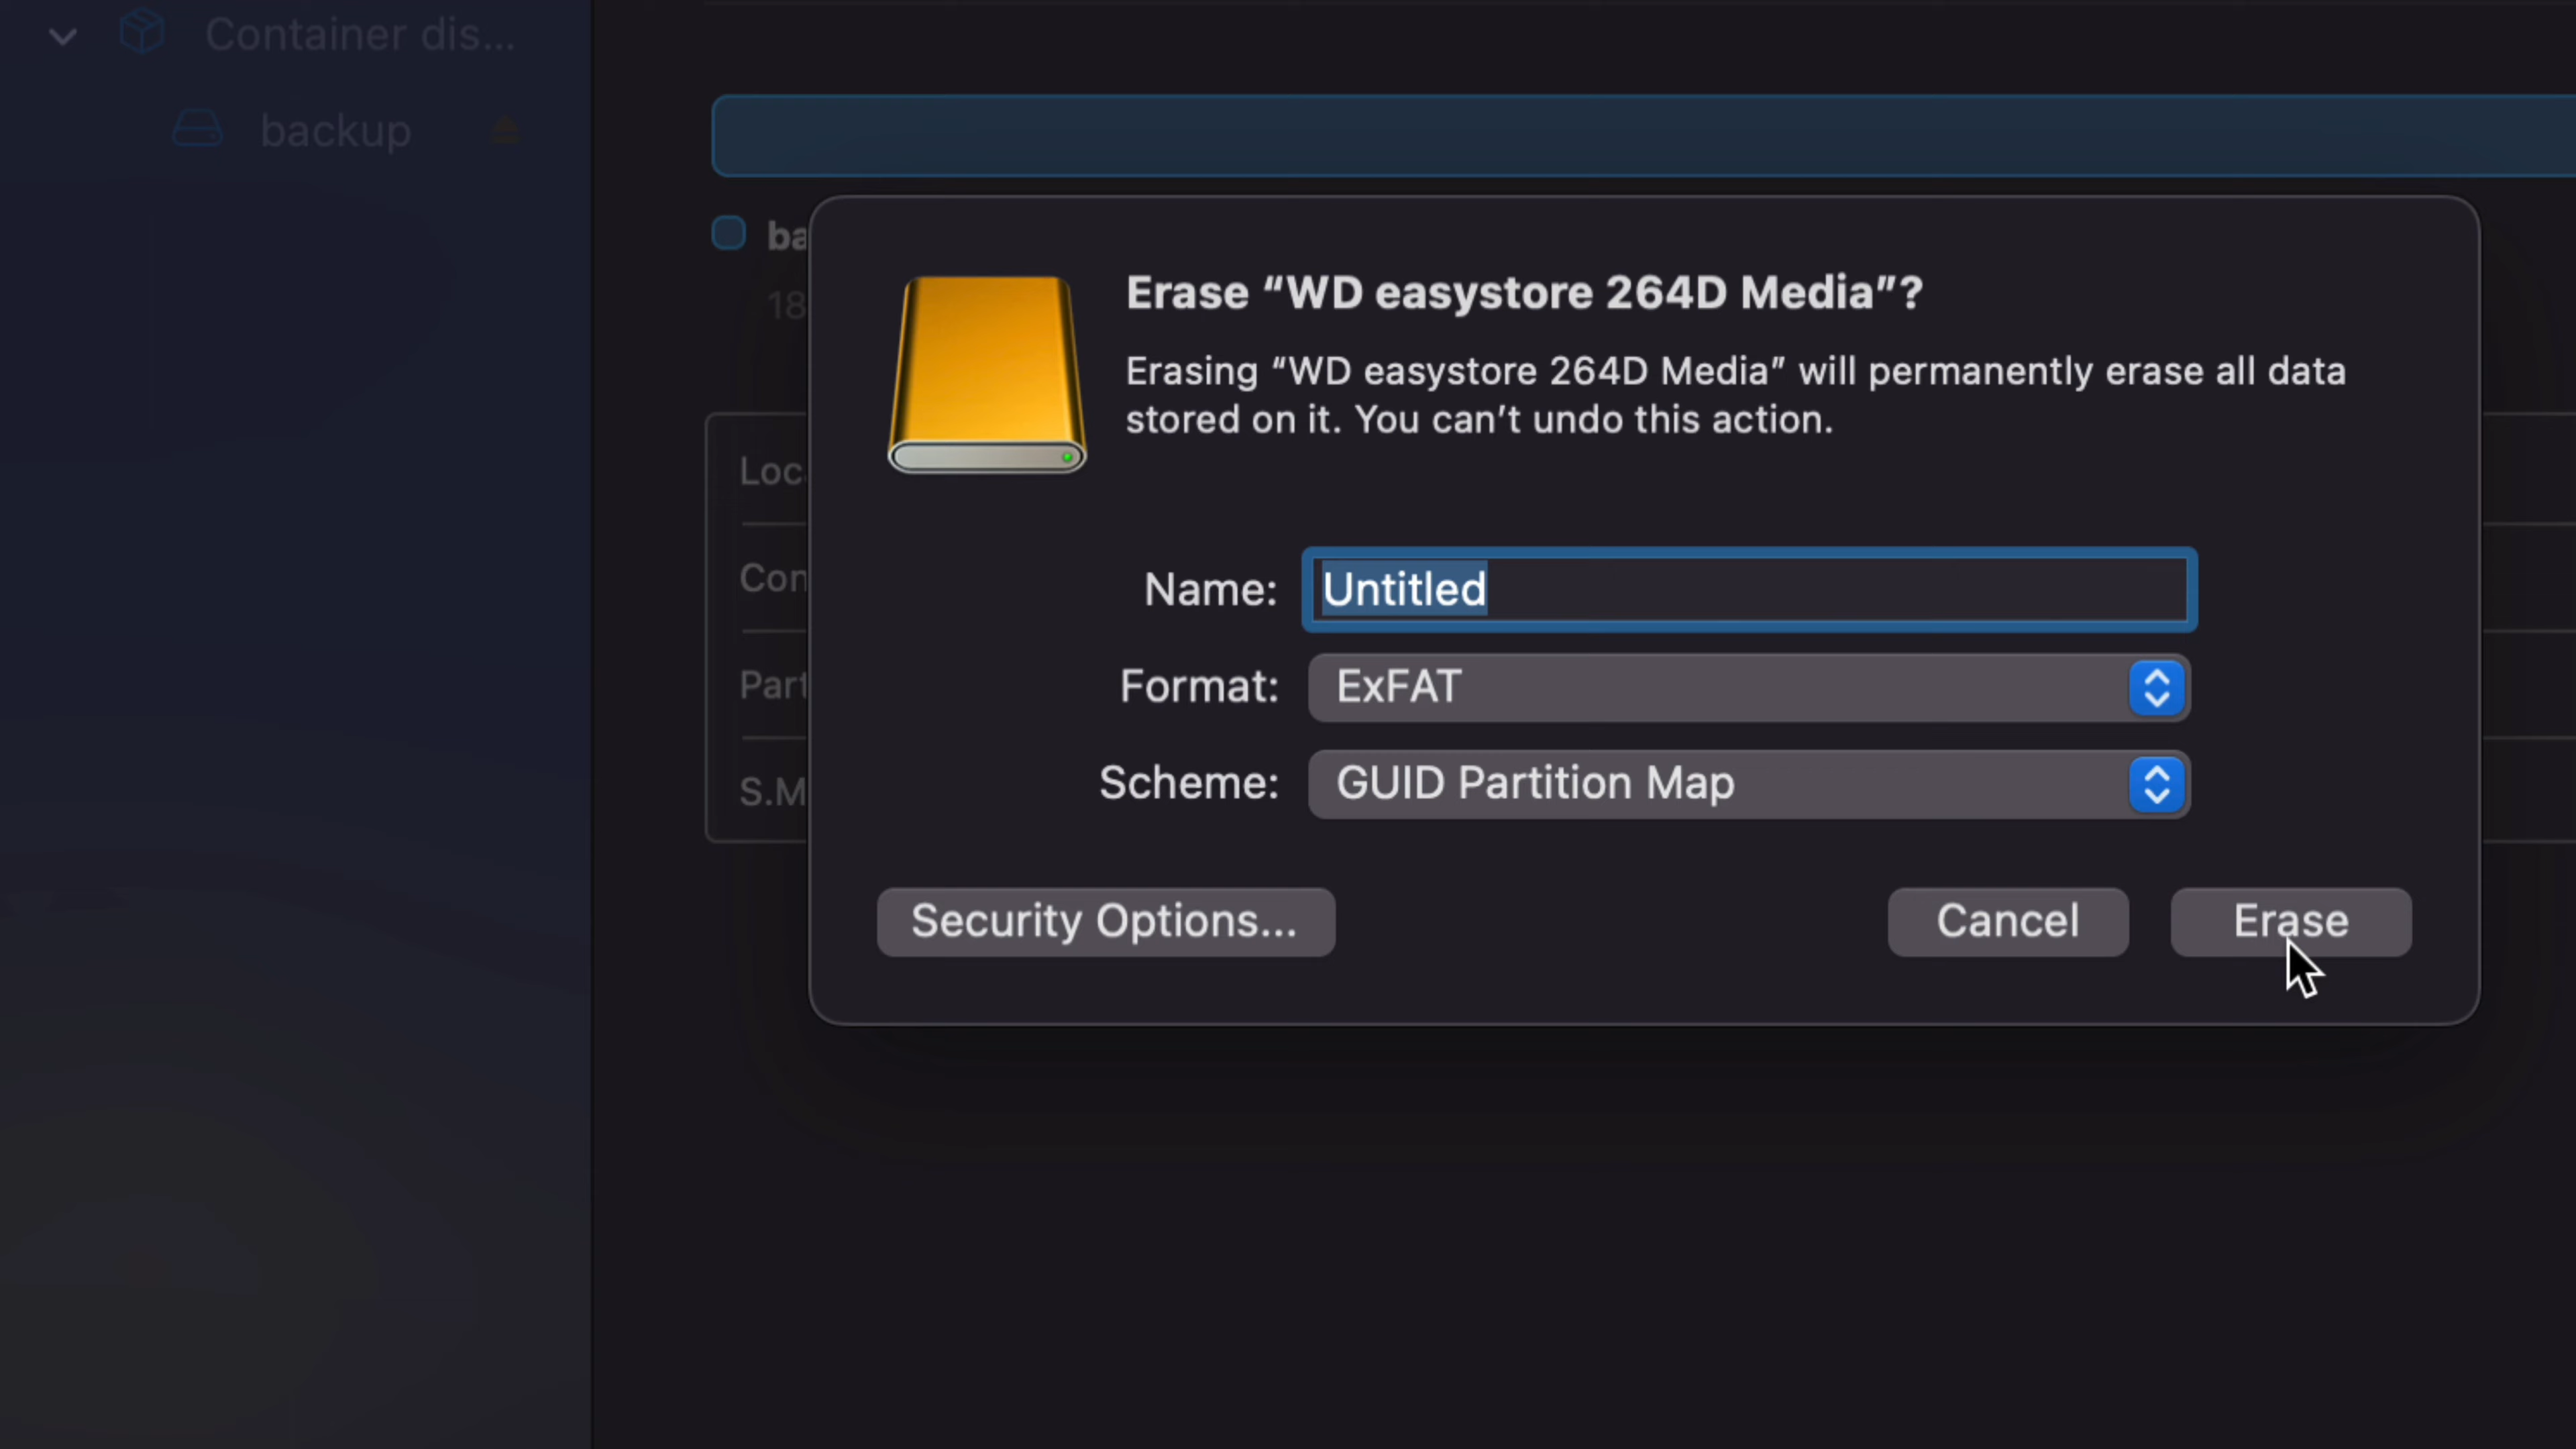 Container dis...
backup
ba
18
Erase “WD easystore 264D Media”?
Erasing “WD easystore 264D Media” will permanently erase all data
stored on it. You can’t undo this action.
Loc
Name: Untitled
Con
Format: ExFAT
Part
Scheme: GUID Partition Map
S.M
Security Options...
Cancel
Erase